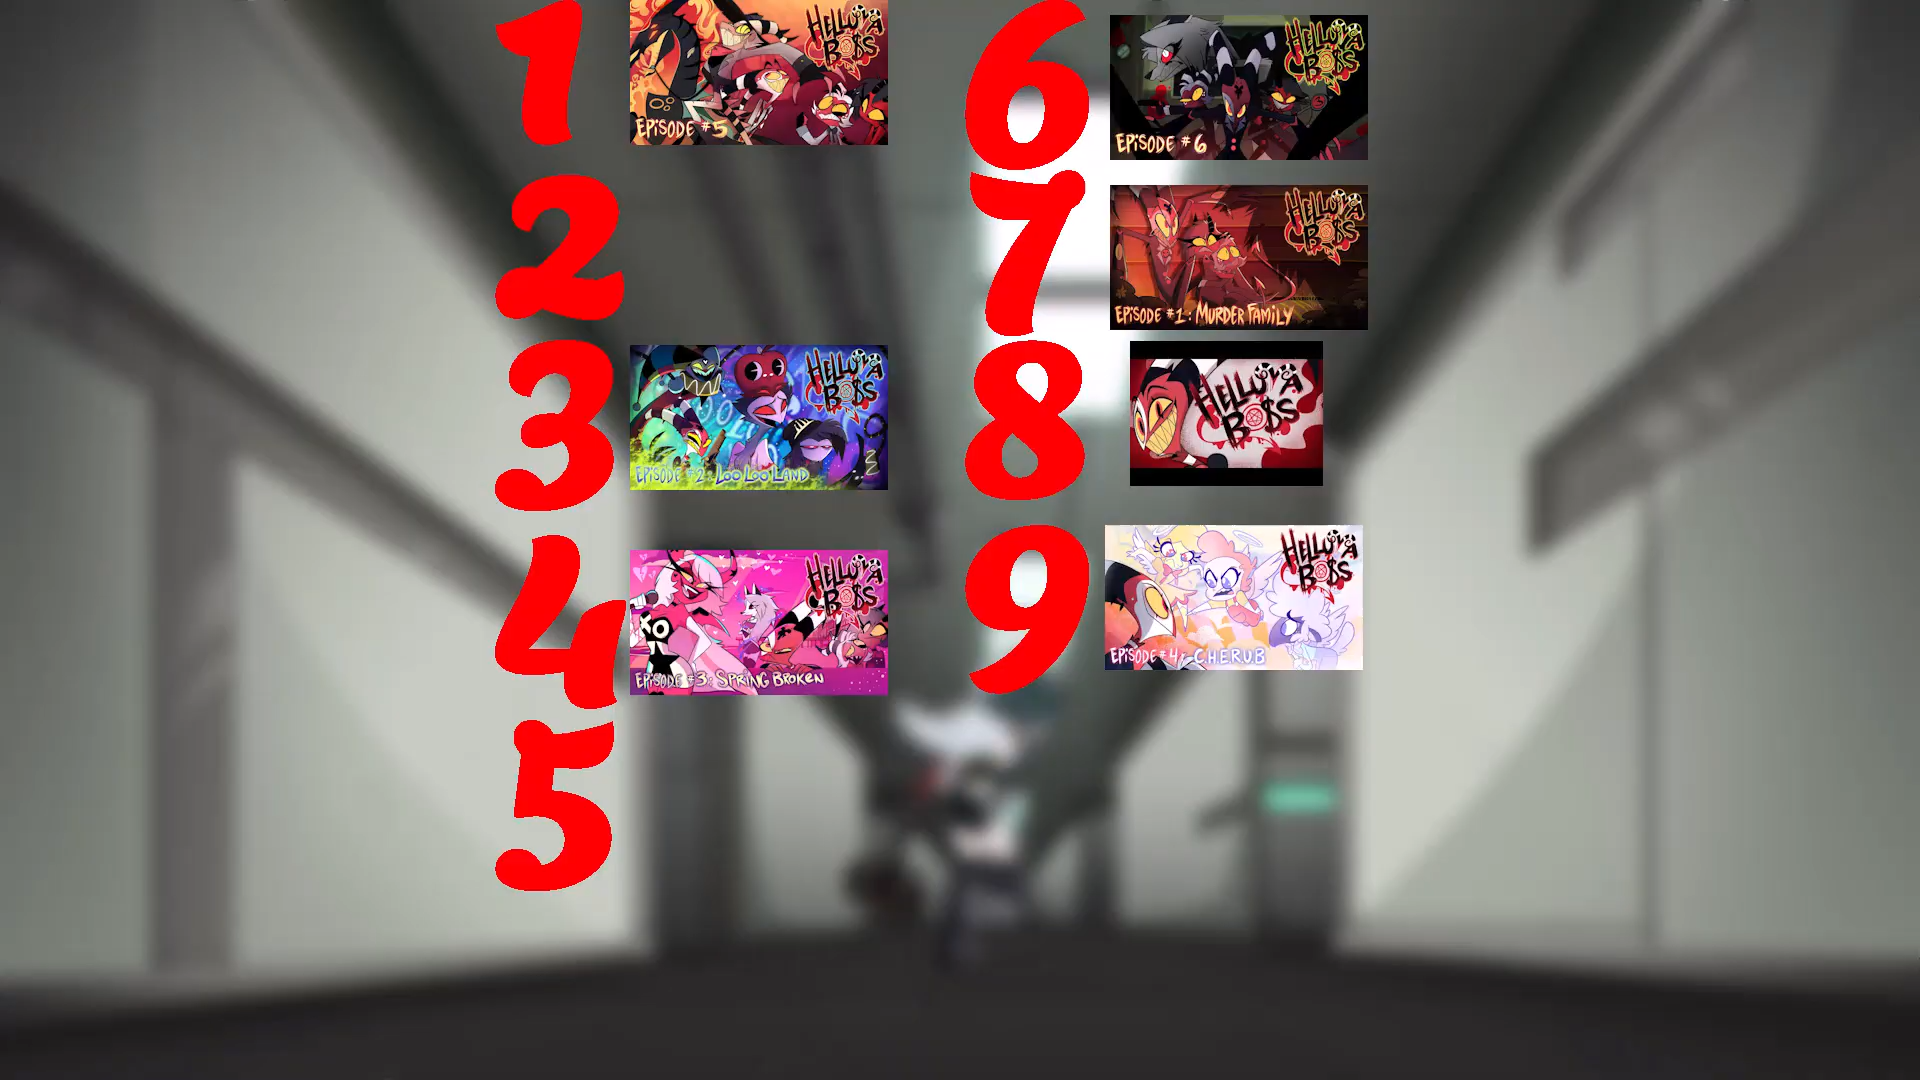 1
HELLUVA
BOSS
EPISODE #5
2
3
HELLUVA
BOSS
EPISODE #2: LOO LOO LAND
4
HELLUVA
BOSS
EPISODE #3: SPRING BROKEN
5
6
HELLUVA
BOSS
EPISODE #6
7
HELLUVA
BOSS
EPISODE #1: MURDER FAMILY
8
HELLUVA
BOSS
9
HELLUVA
BOSS
EPISODE #4: C.H.E.R.U.B